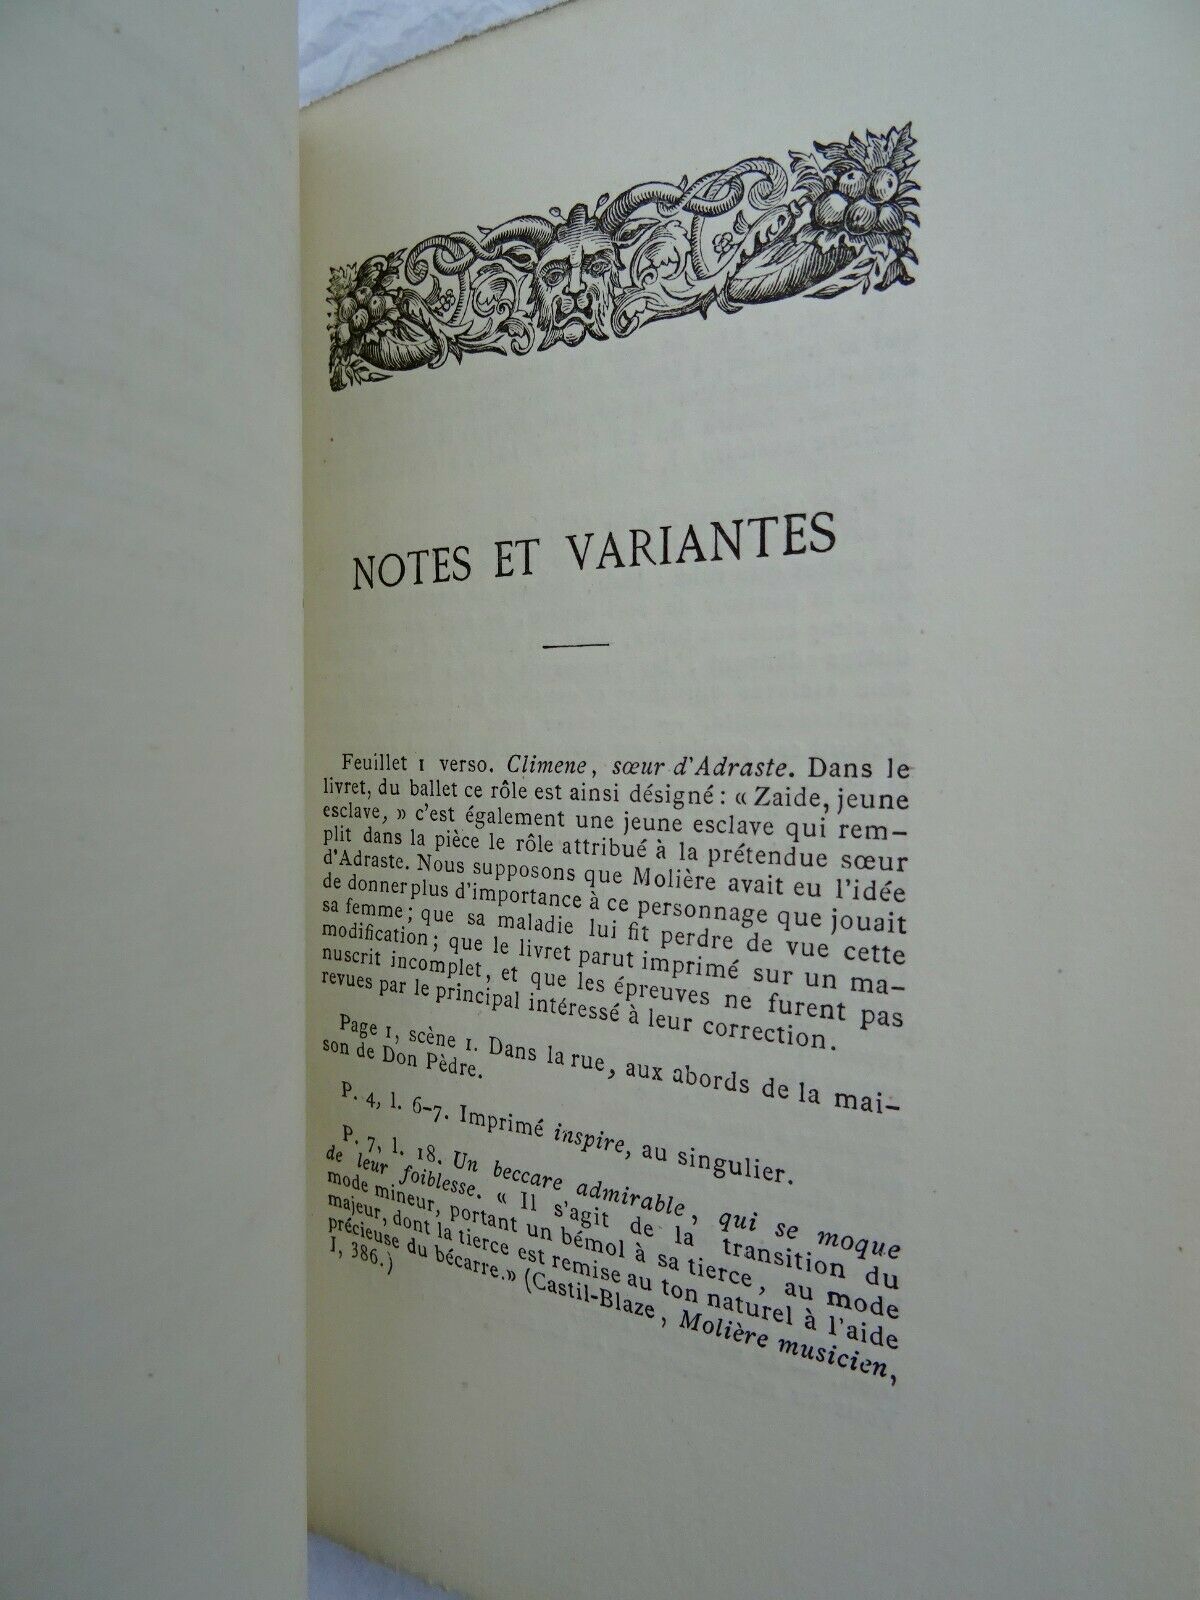 NOTES ET VARIANTES
Feuillet 1 verso. Climene, sœur d'Adraste. Dans le
livret, du ballet ce rôle est ainsi désigné : « Zaide, jeune
esclave, » c'est également une jeune esclave qui rem-
plit dans la pièce le rôle attribué à la prétendue sœur
d'Adraste. Nous supposons que Molière avait eu l'idée
de donner plus d'importance à ce personnage que jouait
sa femme ; que sa maladie lui fit perdre de vue cette
modification ; que le livret parut imprimé sur un ma-
nuscrit incomplet, et que les épreuves ne furent pas
revues par le principal intéressé à leur correction.
Page 1, scène 1. Dans la rue, aux abords de la mai-
son de Don Pèdre.
P. 4, l. 6-7. Imprimé inspire, au singulier.
P. 7, l. 18. Un beccare admirable, qui se moque
de leur foiblesse. « Il s'agit de la transition du
mode mineur, portant un bémol à sa tierce, au mode
majeur, dont la tierce est remise au ton naturel à l'aide
précieuse du bécarre.» (Castil-Blaze, Molière musicien,
I, 386.)